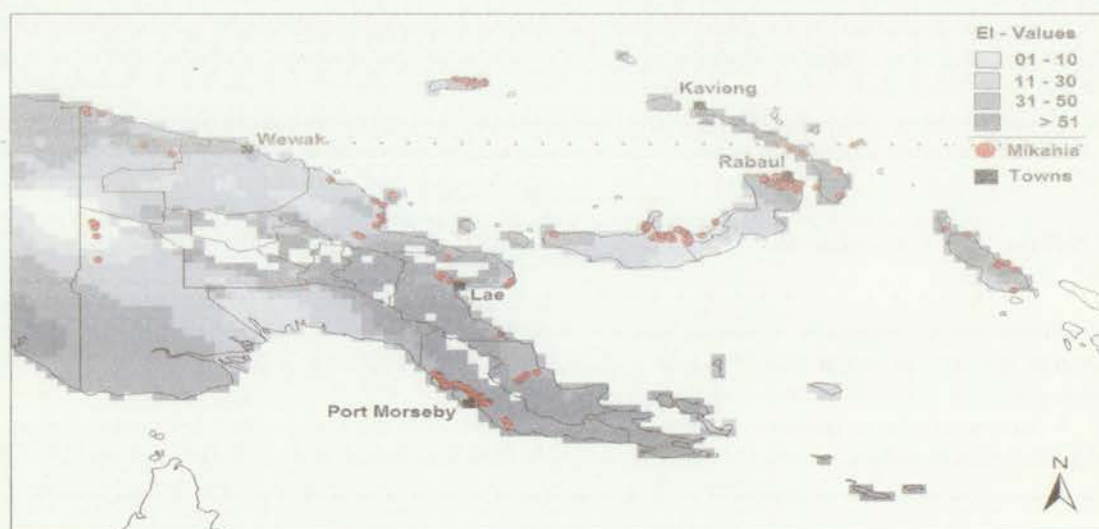 EI - Values
01 - 10
11 - 30
31 - 50
> 51
Mikania
Towns
Kavieng
Wewak
Rabaul
Lae
Port Morseby
N